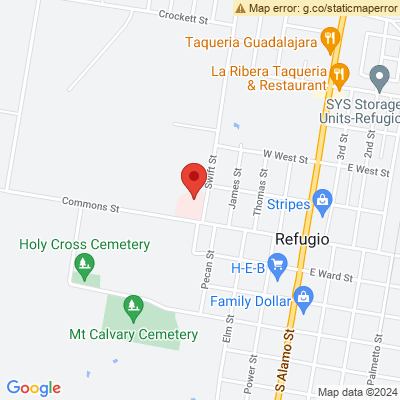 Map error: g.co/staticmaperror
Crockett St
Taqueria Guadalajara
La Ribera Taqueria
& Restaurant
SYS Storage
Units-Refugio
W West St
E West St
3rd St
2nd St
Swift St
James St
Thomas St
Stripes
Commons St
Refugio
Holy Cross Cemetery
Pecan St
H-E-B
E Ward St
Family Dollar
Mt Calvary Cemetery
Elm St
Power St
S Alamo St
Palmetto St
Google
Map data ©2024